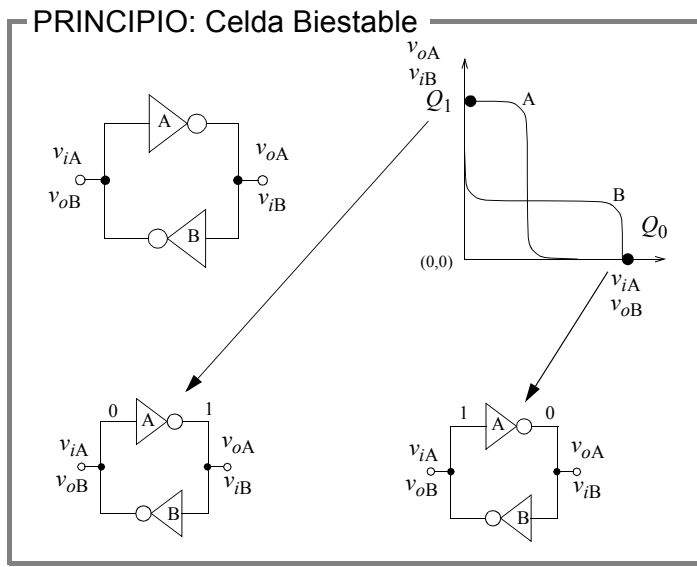 PRINCIPIO: Celda Biestable
A
v_iA
v_oB
v_oA
v_iB
B
v_oA
v_iB
Q_1
A
B
Q_0
(0,0)
v_iA
v_oB
0
A
1
v_iA
v_oB
v_oA
v_iB
B
1
A
0
v_iA
v_oB
v_oA
v_iB
B